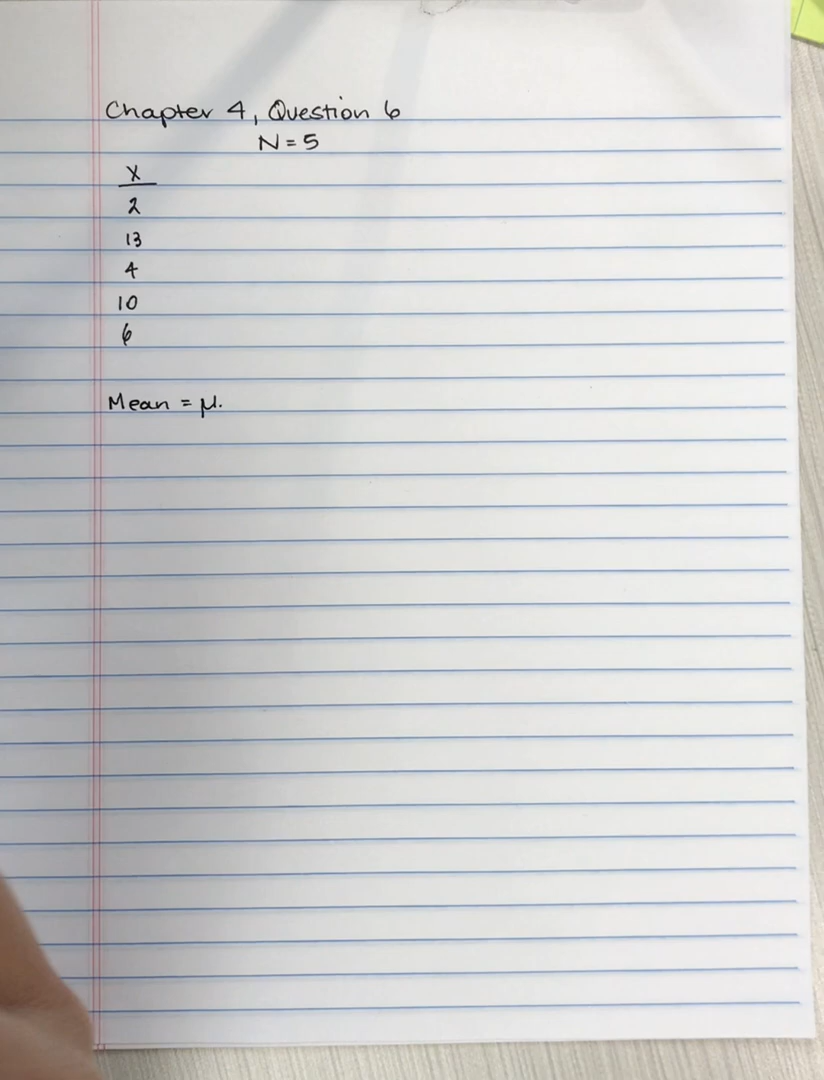 Chapter 4, Question 6
N = 5
X
2
13
4
10
6
Mean = μ.